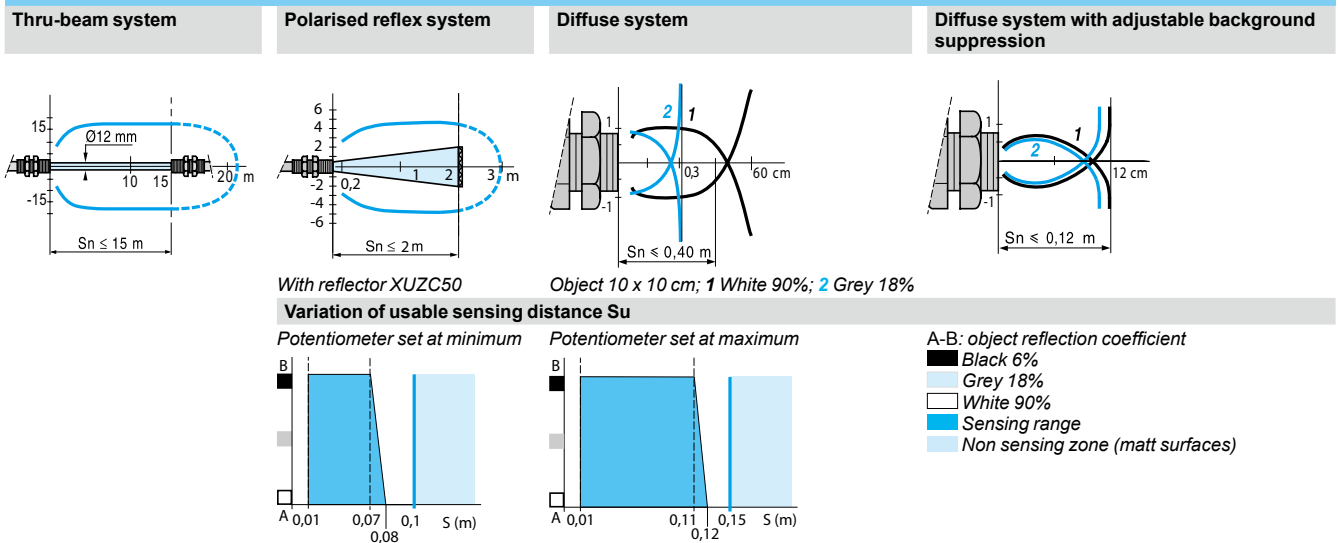 Thru-beam system
Polarised reflex system
Diffuse system
Diffuse system with adjustable background
suppression
15
-15
Ø12 mm
10
15
20
m
Sn ≤ 15 m
6
4
2
-2
-4
-6
0,2
1
2
3
m
Sn ≤ 2 m
With reflector XUZC50
2
1
1
-1
0,3
60 cm
Sn ≤ 0,40 m
Object 10 x 10 cm; 1 White 90%; 2 Grey 18%
1
-1
1
2
12 cm
Sn ≤ 0,12 m
Variation of usable sensing distance Su
Potentiometer set at minimum
B
A
0,01
0,07
0,08
0,1
S (m)
Potentiometer set at maximum
B
A
0,01
0,11
0,12
0,15
S (m)
A-B: object reflection coefficient
Black 6%
Grey 18%
White 90%
Sensing range
Non sensing zone (matt surfaces)